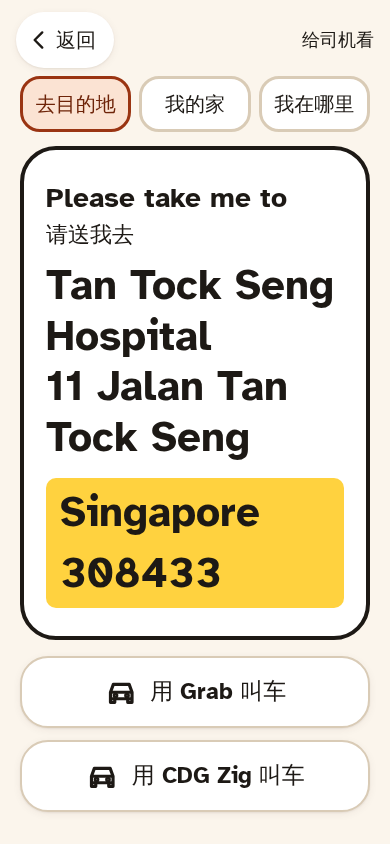 返回
给司机看
去目的地
我的家
我在哪里
Please take me to
请送我去
Tan Tock Seng
Hospital
11 Jalan Tan
Tock Seng
Singapore
308433
用 Grab 叫车
用 CDG Zig 叫车